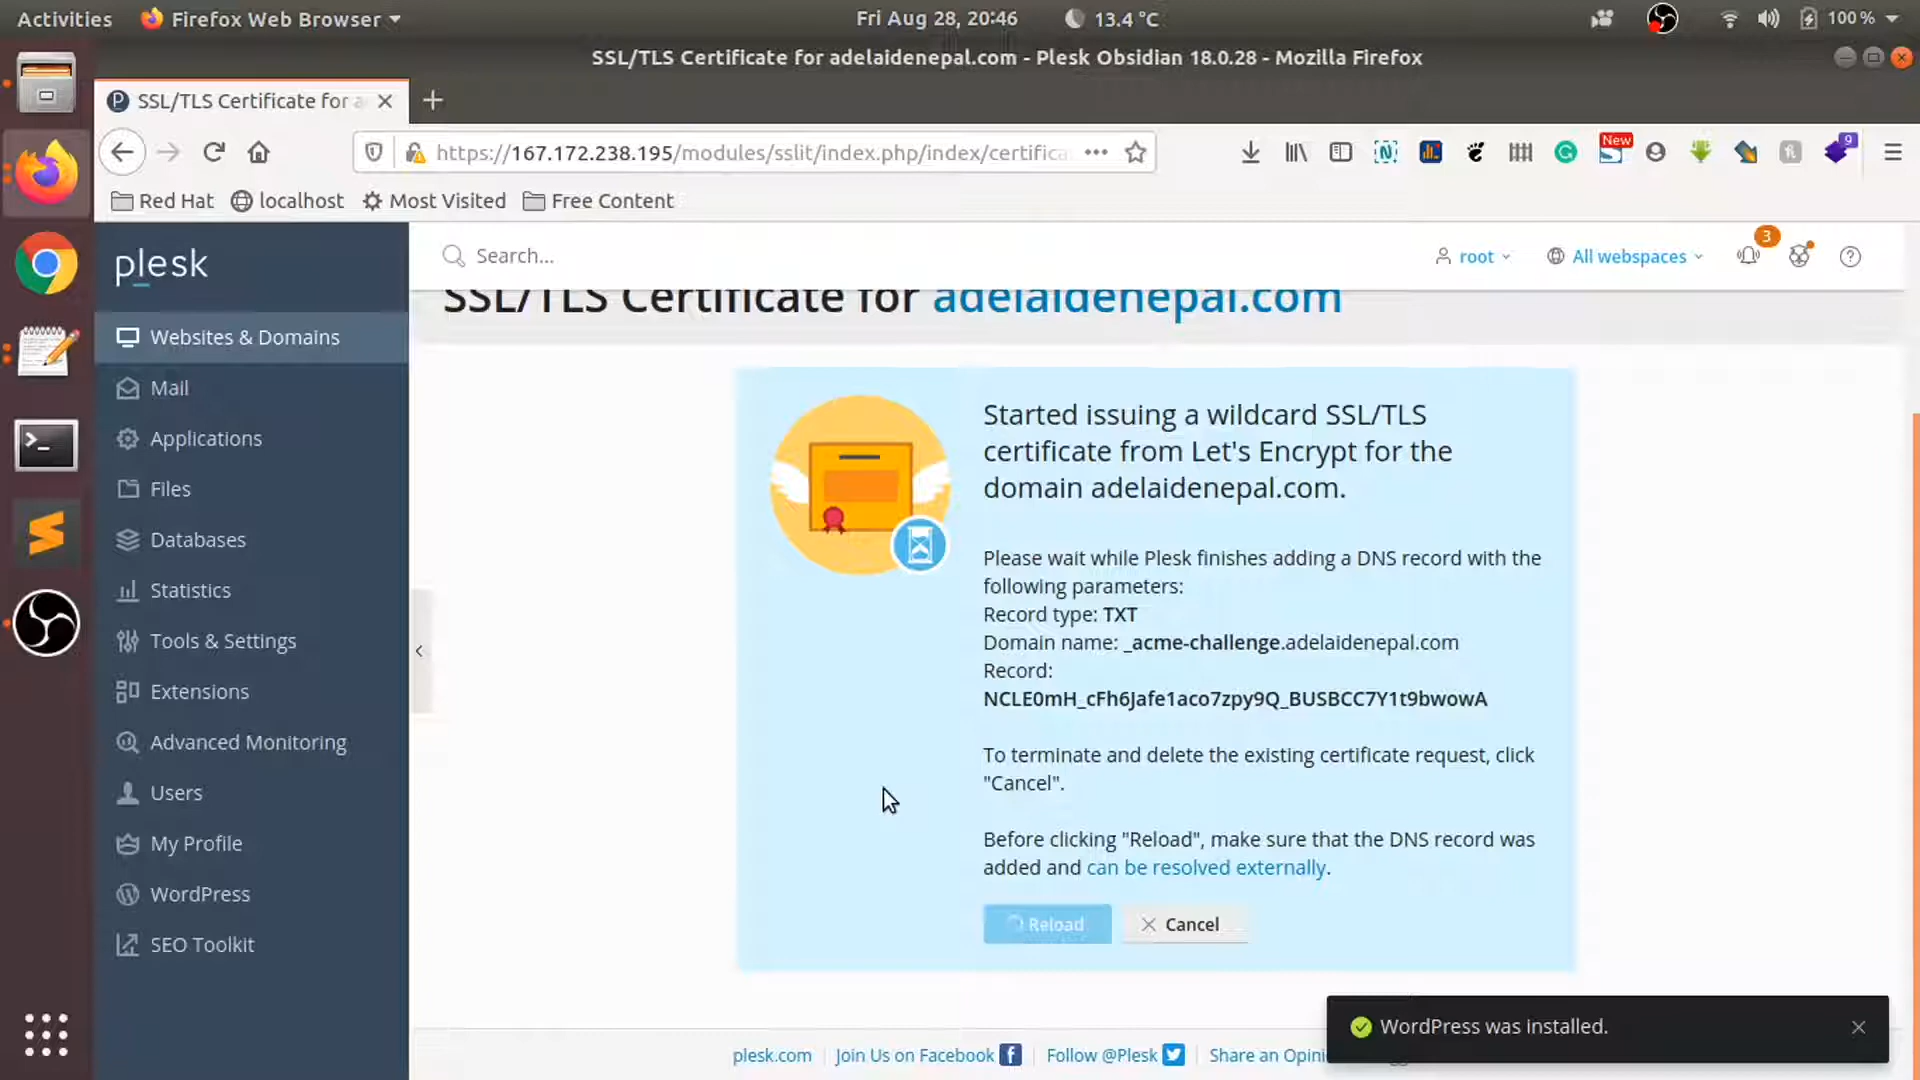 Activities
Firefox Web Browser
Fri Aug 28, 20:46
13.4 °C
100 %
SSL/TLS Certificate for adelaidenepal.com - Plesk Obsidian 18.0.28 - Mozilla Firefox
SSL/TLS Certificate for a
https://167.172.238.195/modules/sslit/index.php/index/certifica
New
9
Red Hat
localhost
Most Visited
Free Content
plesk
Search...
root
All webspaces
3
SSL/TLS Certificate for adelaidenepal.com
Websites & Domains
Mail
Applications
Files
Databases
Statistics
Tools & Settings
Extensions
Advanced Monitoring
Users
My Profile
WordPress
SEO Toolkit
Started issuing a wildcard SSL/TLS
certificate from Let's Encrypt for the
domain adelaidenepal.com.
Please wait while Plesk finishes adding a DNS record with the
following parameters:
Record type: TXT
Domain name: _acme-challenge.adelaidenepal.com
Record:
NCLE0mH_cFh6Jafe1aco7zpy9Q_BUSBCC7Y1t9bwowA
To terminate and delete the existing certificate request, click
"Cancel".
Before clicking "Reload", make sure that the DNS record was
added and can be resolved externally.
Reload
Cancel
WordPress was installed.
plesk.com
Join Us on Facebook
Follow @Plesk
Share an Opini